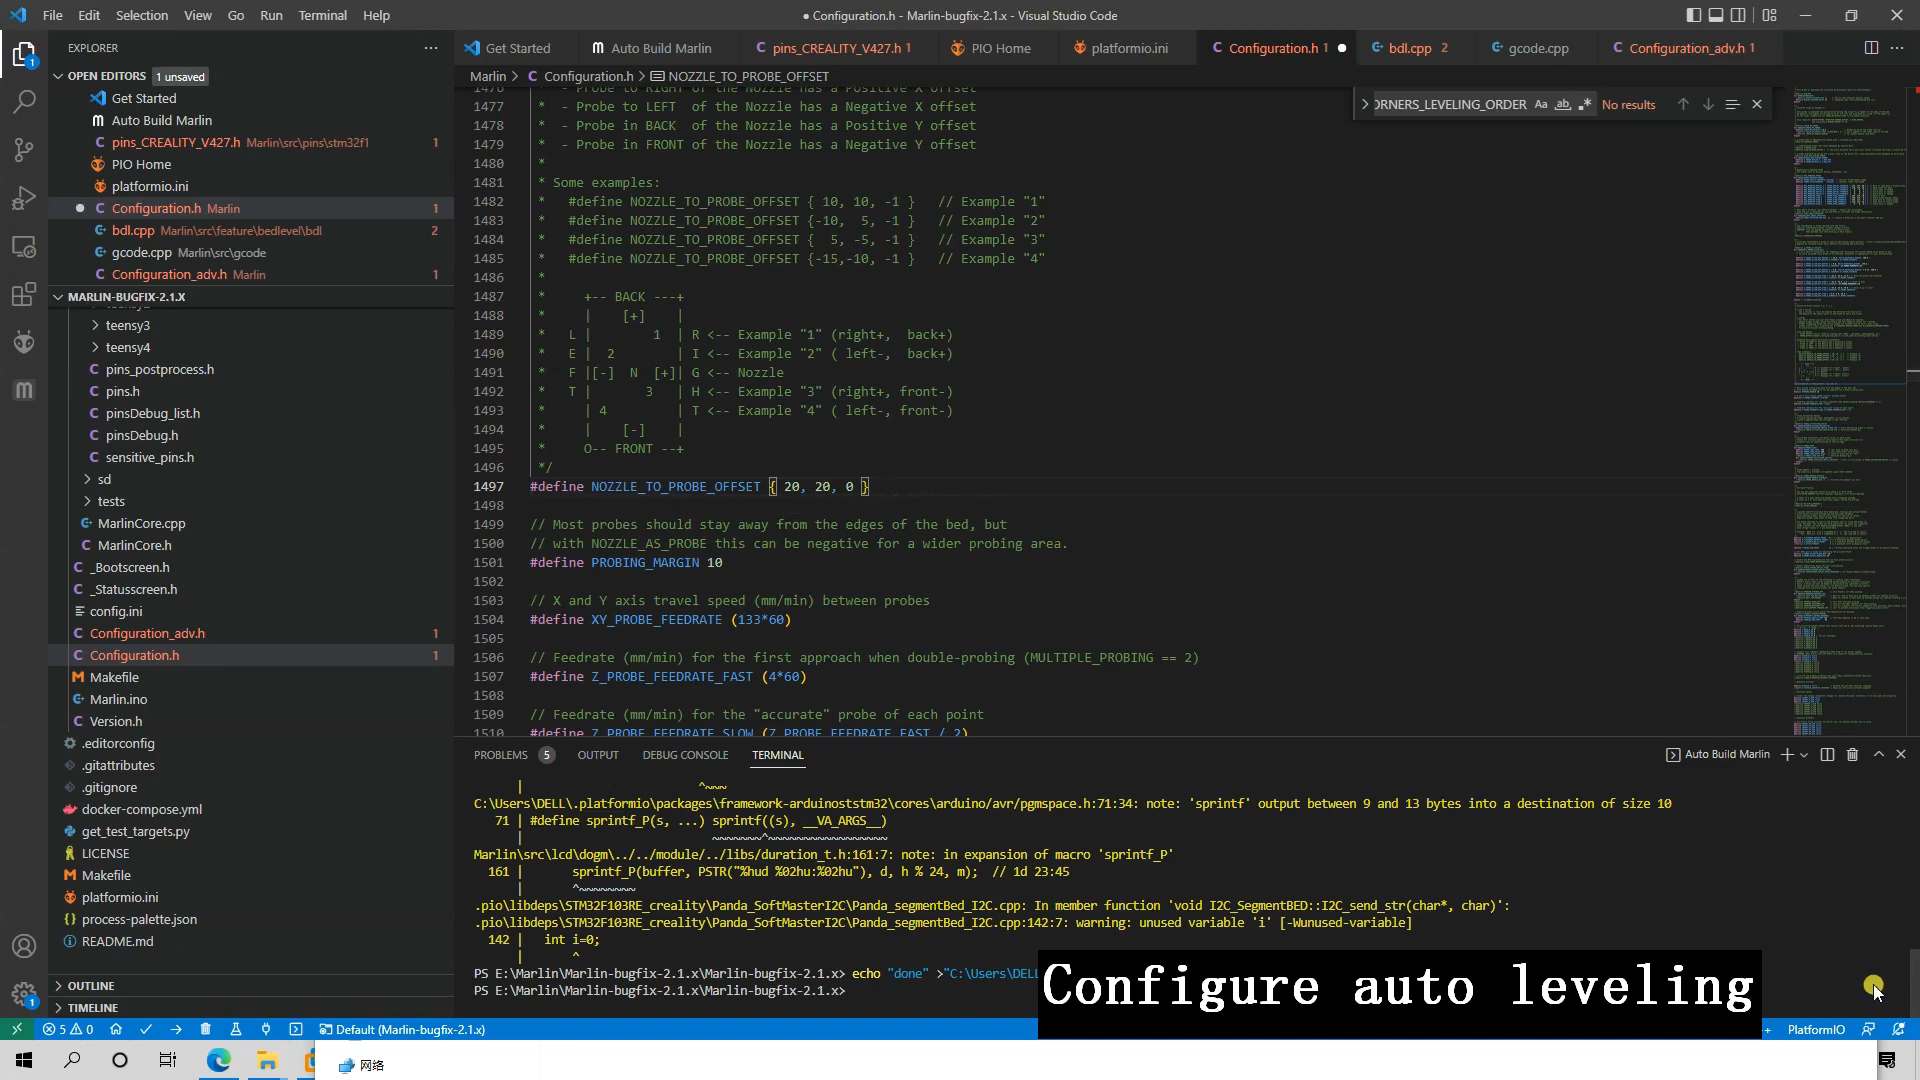 File Edit Selection View Go Run Terminal Help
● Configuration.h - Marlin-bugfix-2.1.x - Visual Studio Code
EXPLORER
OPEN EDITORS 1 unsaved
Get Started
Auto Build Marlin
pins_CREALITY_V427.h Marlin\src\pins\stm32f1 1
PIO Home
platformio.ini
Configuration.h Marlin 1
bdl.cpp Marlin\src\feature\bedlevel\bdl 2
gcode.cpp Marlin\src\gcode
Configuration_adv.h Marlin 1
MARLIN-BUGFIX-2.1.X
teensy3
teensy4
pins_postprocess.h
pins.h
pinsDebug_list.h
pinsDebug.h
sensitive_pins.h
sd
tests
MarlinCore.cpp
MarlinCore.h
_Bootscreen.h
_Statusscreen.h
config.ini
Configuration_adv.h 1
Configuration.h 1
Makefile
Marlin.ino
Version.h
.editorconfig
.gitattributes
.gitignore
docker-compose.yml
get_test_targets.py
LICENSE
Makefile
platformio.ini
process-palette.json
README.md
OUTLINE
TIMELINE
Get Started Auto Build Marlin pins_CREALITY_V427.h 1 PIO Home platformio.ini Configuration.h 1 ● bdl.cpp 2 gcode.cpp Configuration_adv.h 1
Marlin > Configuration.h > NOZZLE_TO_PROBE_OFFSET
ORNERS_LEVELING_ORDER Aa ab No results
1476 * - Probe to RIGHT of the Nozzle has a Positive X offset
1477 * - Probe to LEFT of the Nozzle has a Negative X offset
1478 * - Probe in BACK of the Nozzle has a Positive Y offset
1479 * - Probe in FRONT of the Nozzle has a Negative Y offset
1480 *
1481 * Some examples:
1482 * #define NOZZLE_TO_PROBE_OFFSET { 10, 10, -1 } // Example "1"
1483 * #define NOZZLE_TO_PROBE_OFFSET {-10, 5, -1 } // Example "2"
1484 * #define NOZZLE_TO_PROBE_OFFSET { 5, -5, -1 } // Example "3"
1485 * #define NOZZLE_TO_PROBE_OFFSET {-15,-10, -1 } // Example "4"
1486 *
1487 * +-- BACK ---+
1488 * | [+] |
1489 * L | 1 | R <-- Example "1" (right+, back+)
1490 * E | 2 | I <-- Example "2" ( left-, back+)
1491 * F |[-] N [+]| G <-- Nozzle
1492 * T | 3 | H <-- Example "3" (right+, front-)
1493 * | 4 | T <-- Example "4" ( left-, front-)
1494 * | [-] |
1495 * O-- FRONT --+
1496 */
1497 #define NOZZLE_TO_PROBE_OFFSET { 20, 20, 0 }
1498
1499 // Most probes should stay away from the edges of the bed, but
1500 // with NOZZLE_AS_PROBE this can be negative for a wider probing area.
1501 #define PROBING_MARGIN 10
1502
1503 // X and Y axis travel speed (mm/min) between probes
1504 #define XY_PROBE_FEEDRATE (133*60)
1505
1506 // Feedrate (mm/min) for the first approach when double-probing (MULTIPLE_PROBING == 2)
1507 #define Z_PROBE_FEEDRATE_FAST (4*60)
1508
1509 // Feedrate (mm/min) for the "accurate" probe of each point
1510 #define Z_PROBE_FEEDRATE_SLOW (Z_PROBE_FEEDRATE_FAST / 2)
PROBLEMS 5 OUTPUT DEBUG CONSOLE TERMINAL Auto Build Marlin
| ^~~~
C:\Users\DELL\.platformio\packages\framework-arduinoststm32\cores\arduino/avr/pgmspace.h:71:34: note: 'sprintf' output between 9 and 13 bytes into a destination of size 10
71 | #define sprintf_P(s, ...) sprintf((s), __VA_ARGS__)
| ~~~~~~~^~~~~~~~~~~~~~~~
Marlin\src\lcd\dogm\../../module/../libs/duration_t.h:161:7: note: in expansion of macro 'sprintf_P'
161 | sprintf_P(buffer, PSTR("%hud %02hu:%02hu"), d, h % 24, m); // 1d 23:45
| ^~~~~~~~~
.pio\libdeps\STM32F103RE_creality\Panda_SoftMasterI2C\Panda_segmentBed_I2C.cpp: In member function 'void I2C_SegmentBED::I2C_send_str(char*, char)':
.pio\libdeps\STM32F103RE_creality\Panda_SoftMasterI2C\Panda_segmentBed_I2C.cpp:142:7: warning: unused variable 'i' [-Wunused-variable]
142 | int i=0;
| ^
PS E:\Marlin\Marlin-bugfix-2.1.x\Marlin-bugfix-2.1.x> echo "done" >"C:\Users\DELL
PS E:\Marlin\Marlin-bugfix-2.1.x\Marlin-bugfix-2.1.x>
Configure auto leveling
5 0 Default (Marlin-bugfix-2.1.x) PlatformIO
网络